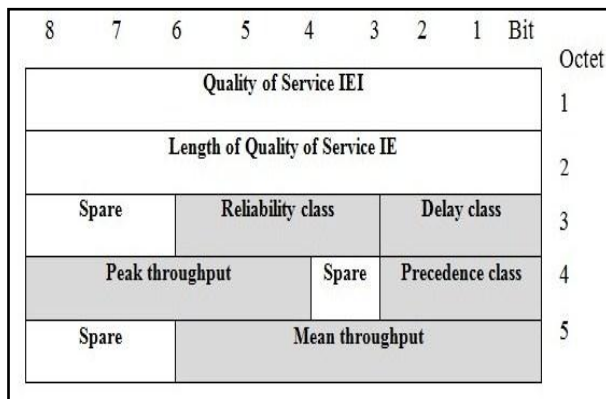 8 7 6 5 4 3 2 1 Bit
Octet
Quality of Service IEI 1
Length of Quality of Service IE 2
Spare Reliability class Delay class 3
Peak throughput Spare Precedence class 4
Spare Mean throughput 5